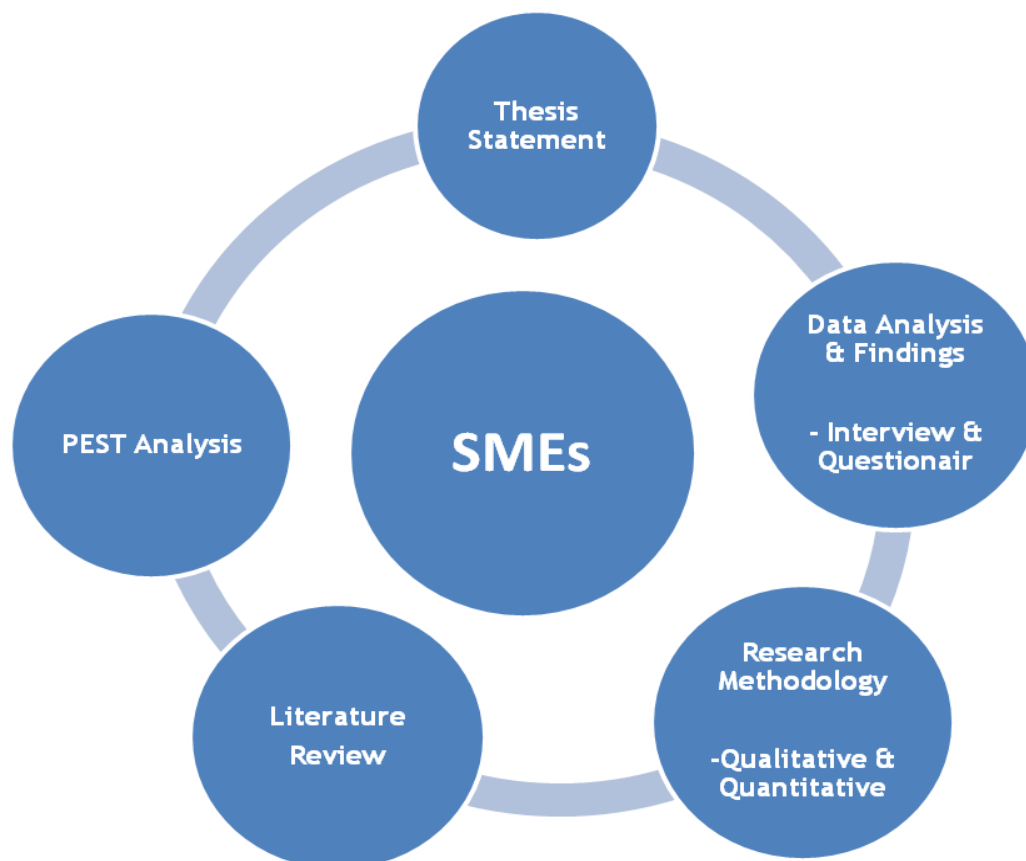 Thesis
Statement
Data Analysis
& Findings
- Interview &
Questionair
PEST Analysis
SMEs
Research
Methodology
-Qualitative &
Quantitative
Literature
Review